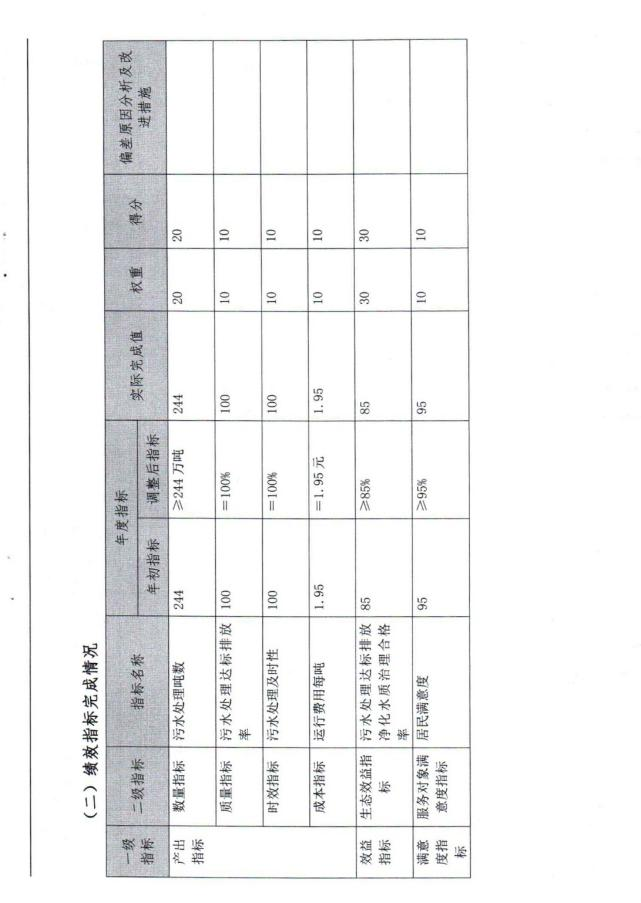 （二）绩效指标完成情况
一级指标 二级指标 指标名称 年度指标 实际完成值 权重 得分 偏差原因分析及改进措施
年初指标 调整后指标
产出指标 数量指标 污水处理吨数 244 ≥244 万吨 244 20 20
质量指标 污水处理达标排放率 100 ＝100% 100 10 10
时效指标 污水处理及时性 100 ＝100% 100 10 10
成本指标 运行费用每吨 1.95 ＝1.95 元 1.95 10 10
效益指标 生态效益指标 污水处理达标排放净化水质治理合格率 85 ≥85% 85 30 30
满意度指标 服务对象满意度指标 居民满意度 95 ≥95% 95 10 10